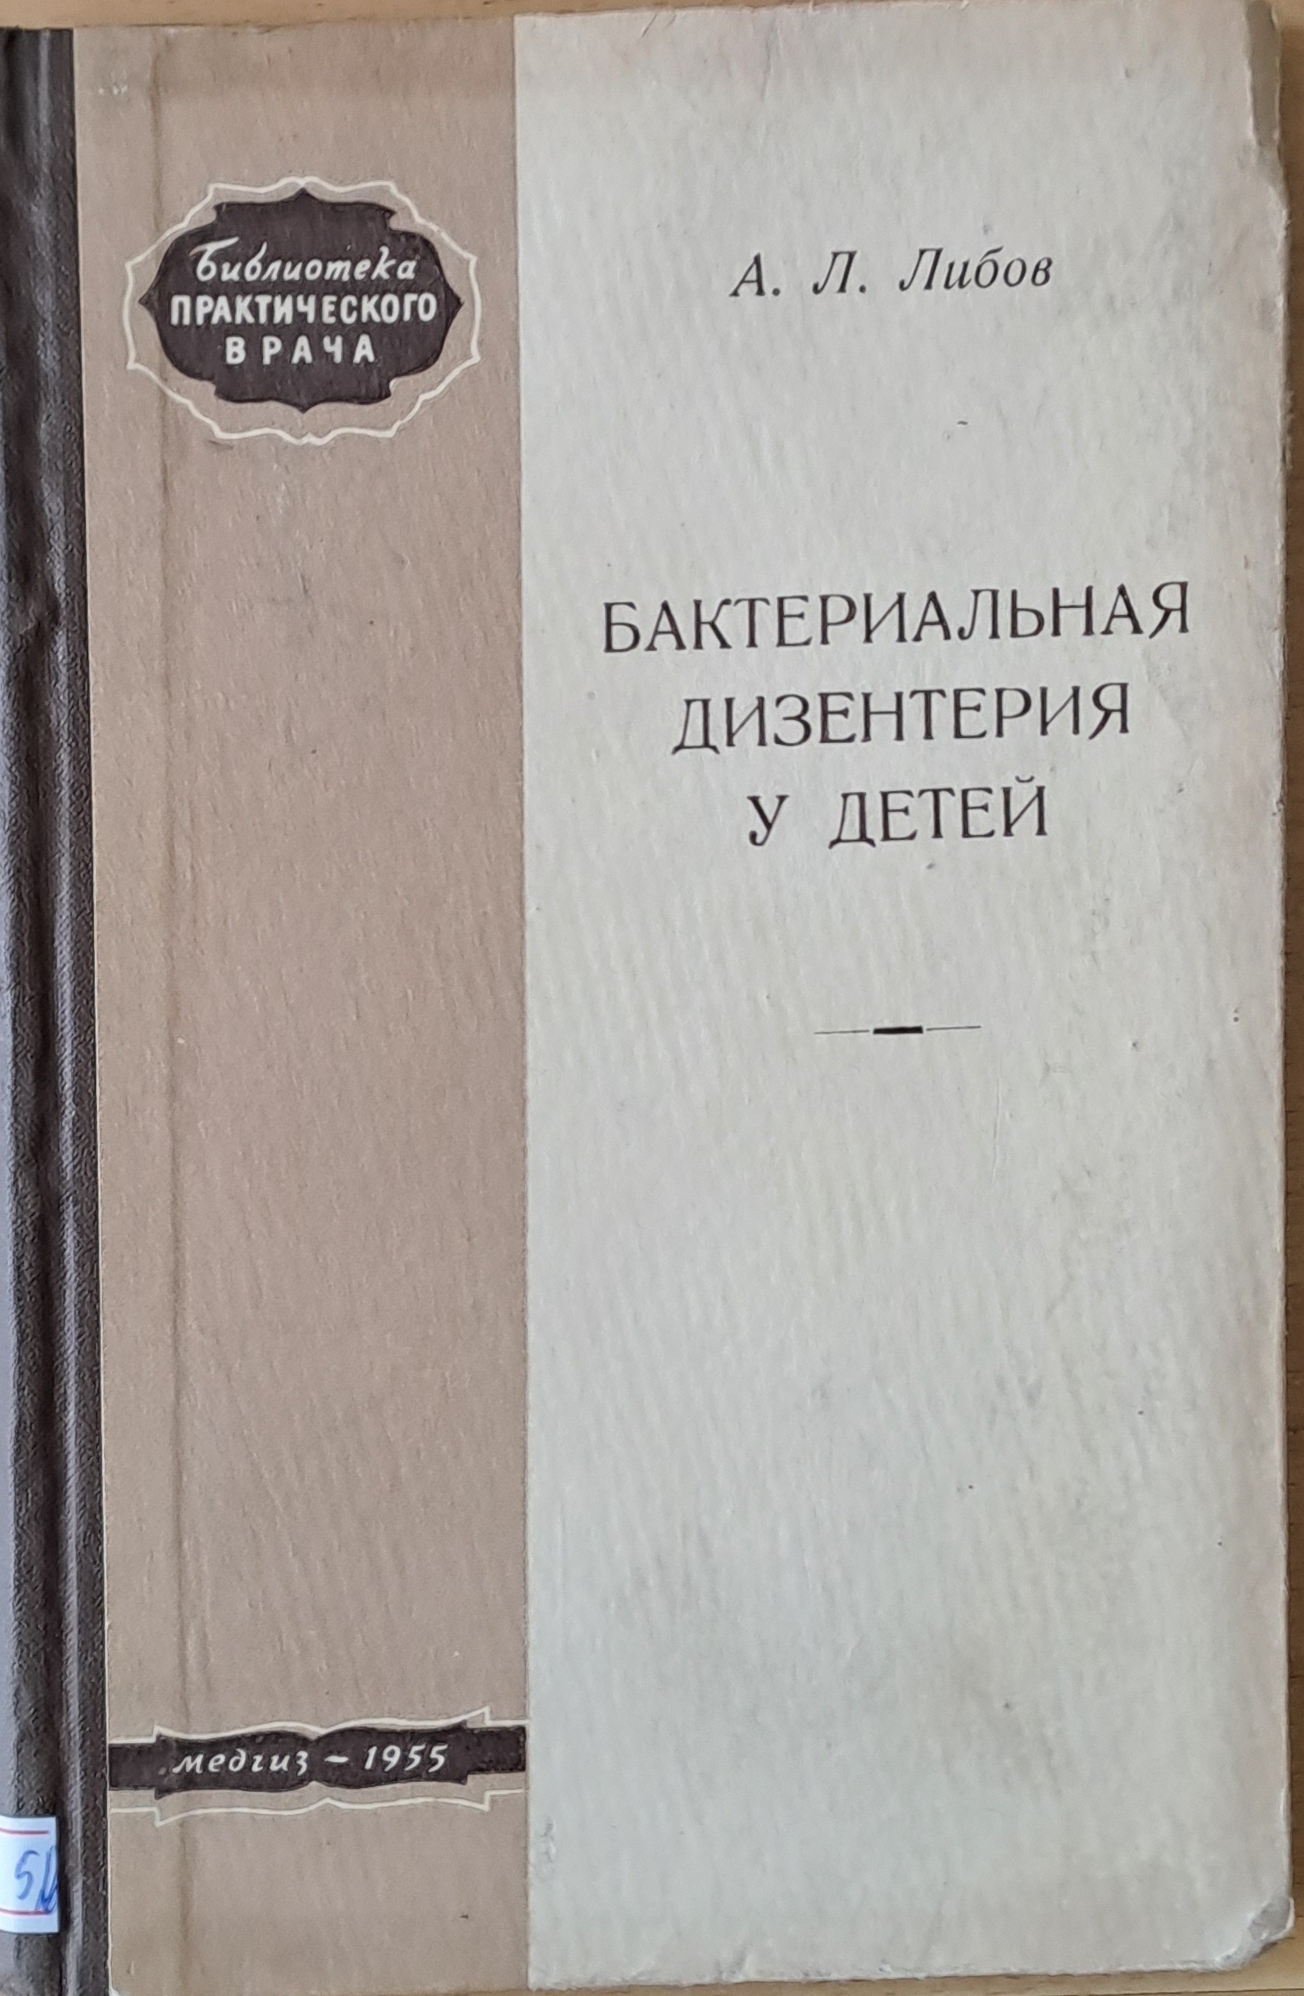 Библиотека
ПРАКТИЧЕСКОГО
ВРАЧА
А. Л. Либов
БАКТЕРИАЛЬНАЯ
ДИЗЕНТЕРИЯ
У ДЕТЕЙ
медгиз – 1955